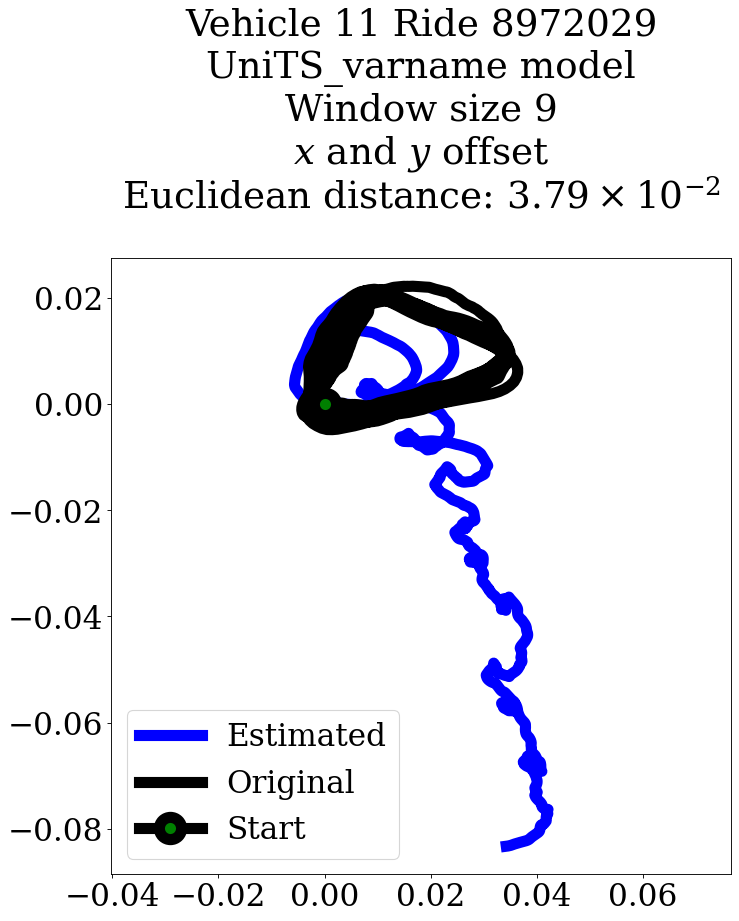 Vehicle 11 Ride 8972029
UniTS_varname model
Window size 9
x and y offset
Euclidean distance: 3.79 × 10⁻²
0.02
0.00
−0.02
−0.04
−0.06
−0.08
Estimated
Original
Start
−0.04 −0.02 0.00 0.02 0.04 0.06